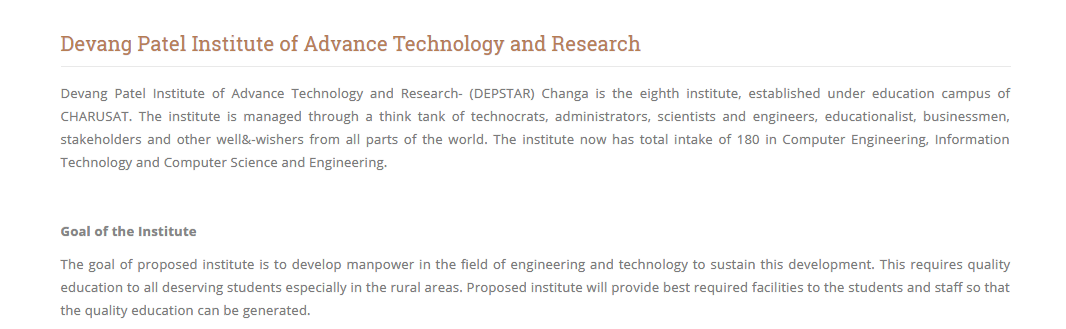 Devang Patel Institute of Advance Technology and Research
Devang Patel Institute of Advance Technology and Research- (DEPSTAR) Changa is the eighth institute, established under education campus of
CHARUSAT. The institute is managed through a think tank of technocrats, administrators, scientists and engineers, educationalist, businessmen,
stakeholders and other well&-wishers from all parts of the world. The institute now has total intake of 180 in Computer Engineering, Information
Technology and Computer Science and Engineering.
Goal of the Institute
The goal of proposed institute is to develop manpower in the field of engineering and technology to sustain this development. This requires quality
education to all deserving students especially in the rural areas. Proposed institute will provide best required facilities to the students and staff so that
the quality education can be generated.